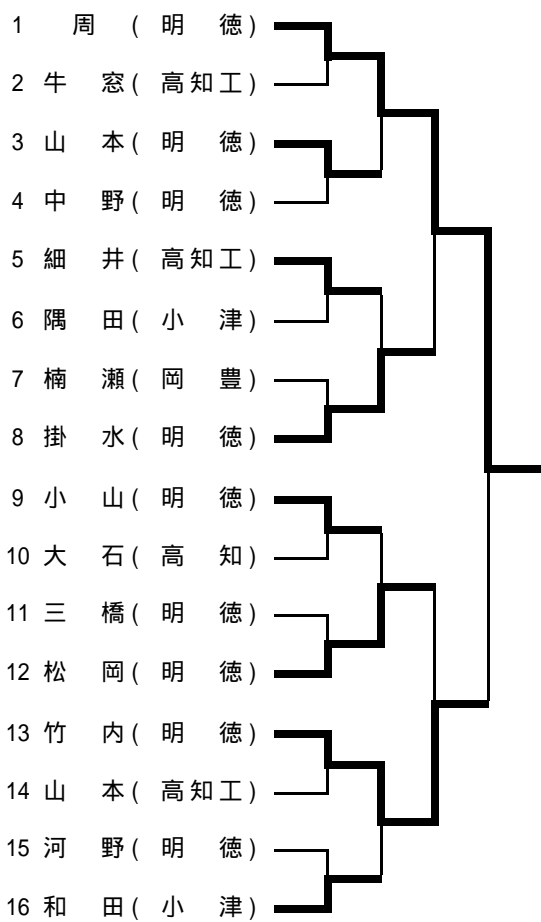 1 周 ( 明 徳 )
2 牛 窓 ( 高知工 )
3 山 本 ( 明 徳 )
4 中 野 ( 明 徳 )
5 細 井 ( 高知工 )
6 隅 田 ( 小 津 )
7 楠 瀬 ( 岡 豊 )
8 掛 水 ( 明 徳 )
9 小 山 ( 明 徳 )
10 大 石 ( 高 知 )
11 三 橋 ( 明 徳 )
12 松 岡 ( 明 徳 )
13 竹 内 ( 明 徳 )
14 山 本 ( 高知工 )
15 河 野 ( 明 徳 )
16 和 田 ( 小 津 )